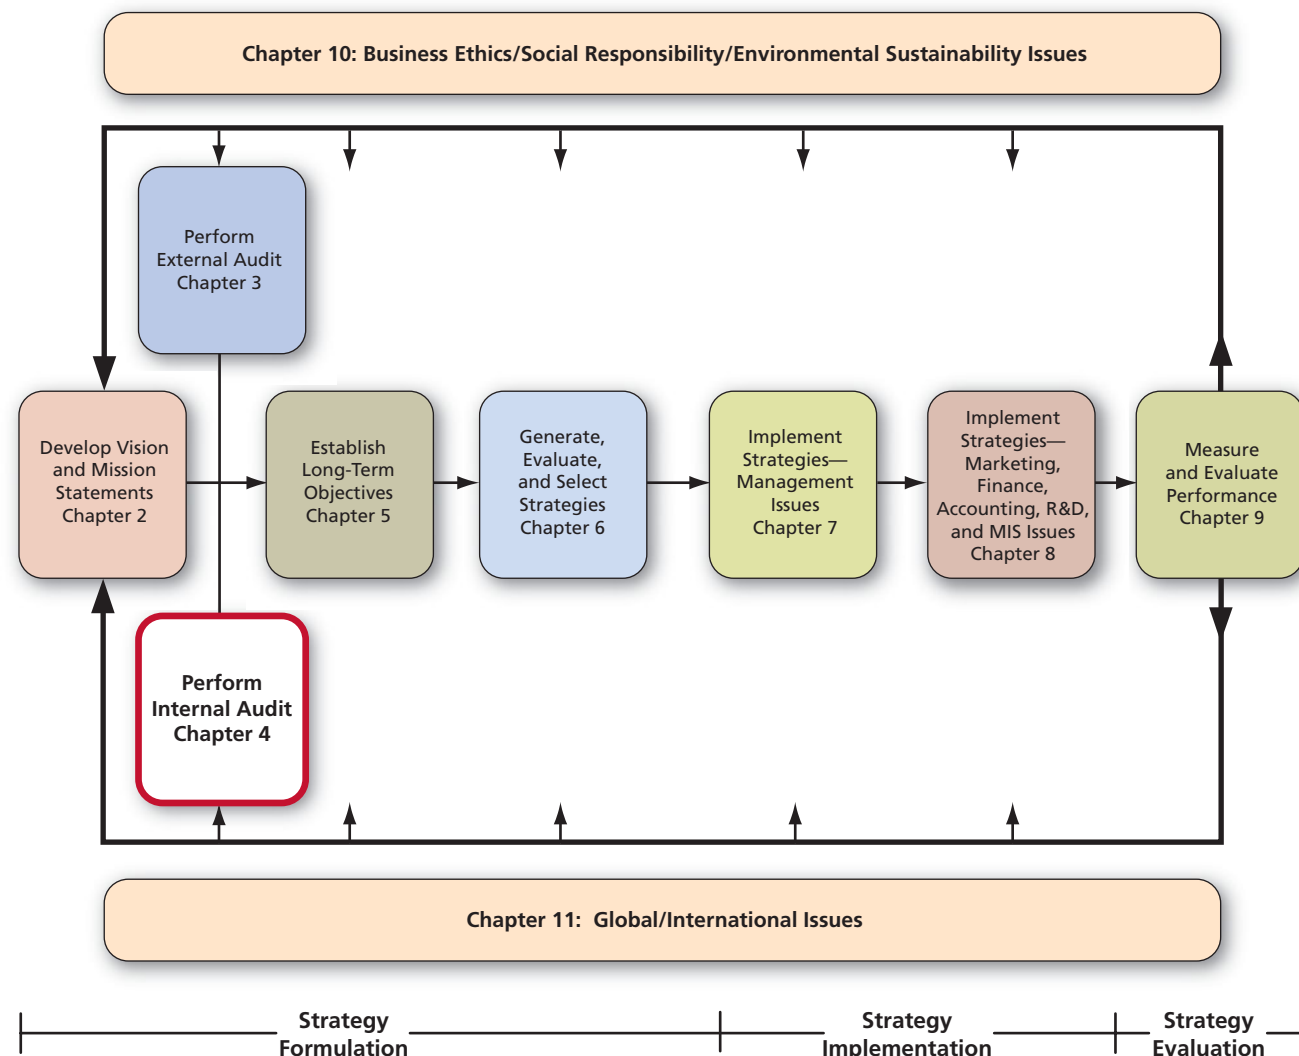 Chapter 10: Business Ethics/Social Responsibility/Environmental Sustainability Issues
Perform
External Audit
Chapter 3
Develop Vision
and Mission
Statements
Chapter 2
Establish
Long-Term
Objectives
Chapter 5
Generate,
Evaluate,
and Select
Strategies
Chapter 6
Implement
Strategies—
Management
Issues
Chapter 7
Implement
Strategies—
Marketing,
Finance,
Accounting, R&D,
and MIS Issues
Chapter 8
Measure
and Evaluate
Performance
Chapter 9
Perform
Internal Audit
Chapter 4
Chapter 11: Global/International Issues
Strategy
Formulation
Strategy
Implementation
Strategy
Evaluation